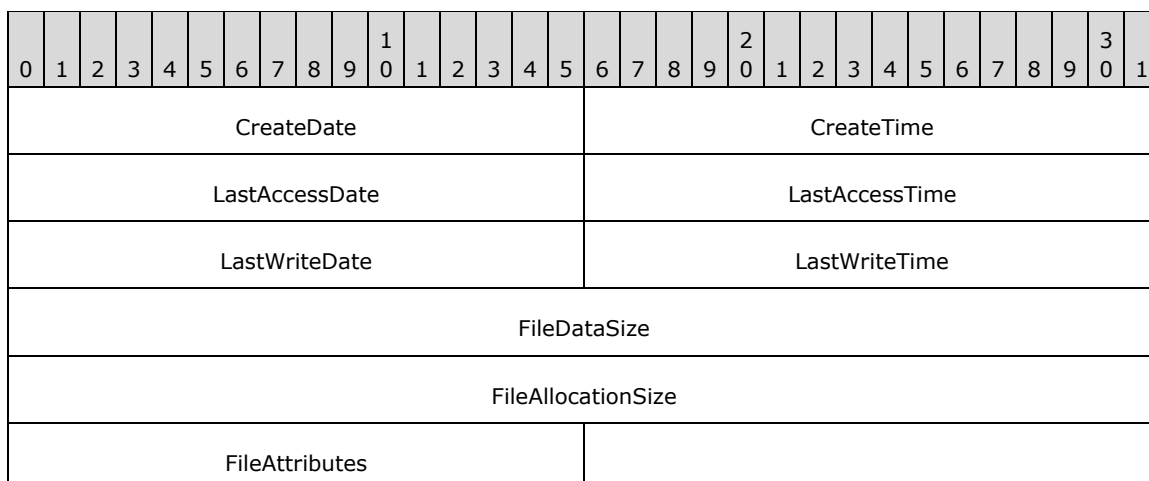 1 2 3
0 1 2 3 4 5 6 7 8 9 0 1 2 3 4 5 6 7 8 9 0 1 2 3 4 5 6 7 8 9 0 1
CreateDate CreateTime
LastAccessDate LastAccessTime
LastWriteDate LastWriteTime
FileDataSize
FileAllocationSize
FileAttributes